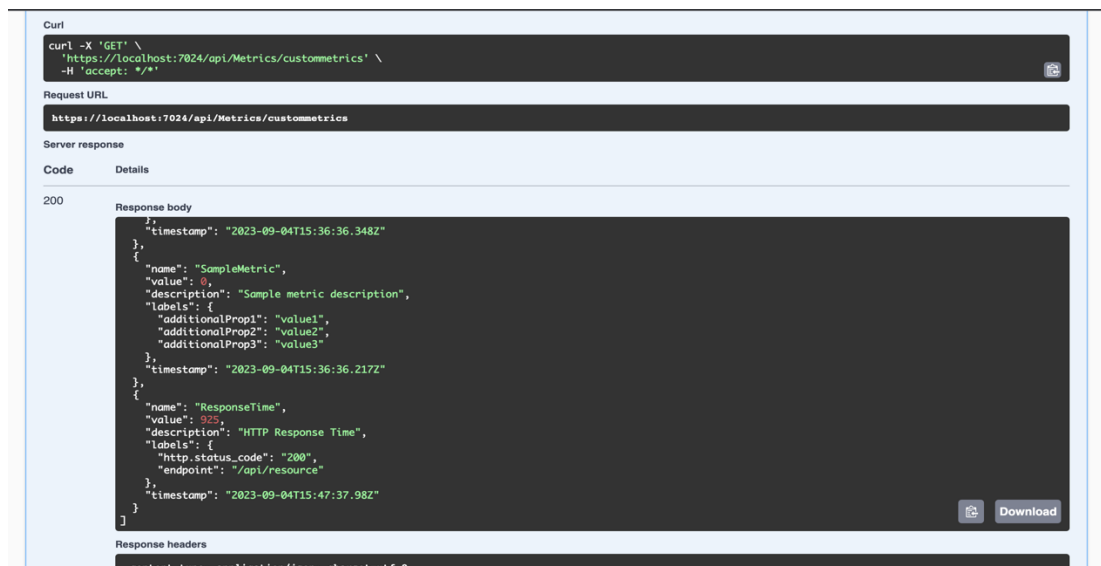 Curl
curl -X 'GET' \
'https://localhost:7024/api/Metrics/custommetrics' \
-H 'accept: */*'
Request URL
https://localhost:7024/api/Metrics/custommetrics
Server response
Code Details
200
Response body
},
"timestamp": "2023-09-04T15:36:36.348Z"
},
{
"name": "SampleMetric",
"value": 0,
"description": "Sample metric description",
"labels": {
"additionalProp1": "value1",
"additionalProp2": "value2",
"additionalProp3": "value3"
},
"timestamp": "2023-09-04T15:36:36.217Z"
},
{
"name": "ResponseTime",
"value": 925,
"description": "HTTP Response Time",
"labels": {
"http.status_code": "200",
"endpoint": "/api/resource"
},
"timestamp": "2023-09-04T15:47:37.98Z"
}
]
Download
Response headers